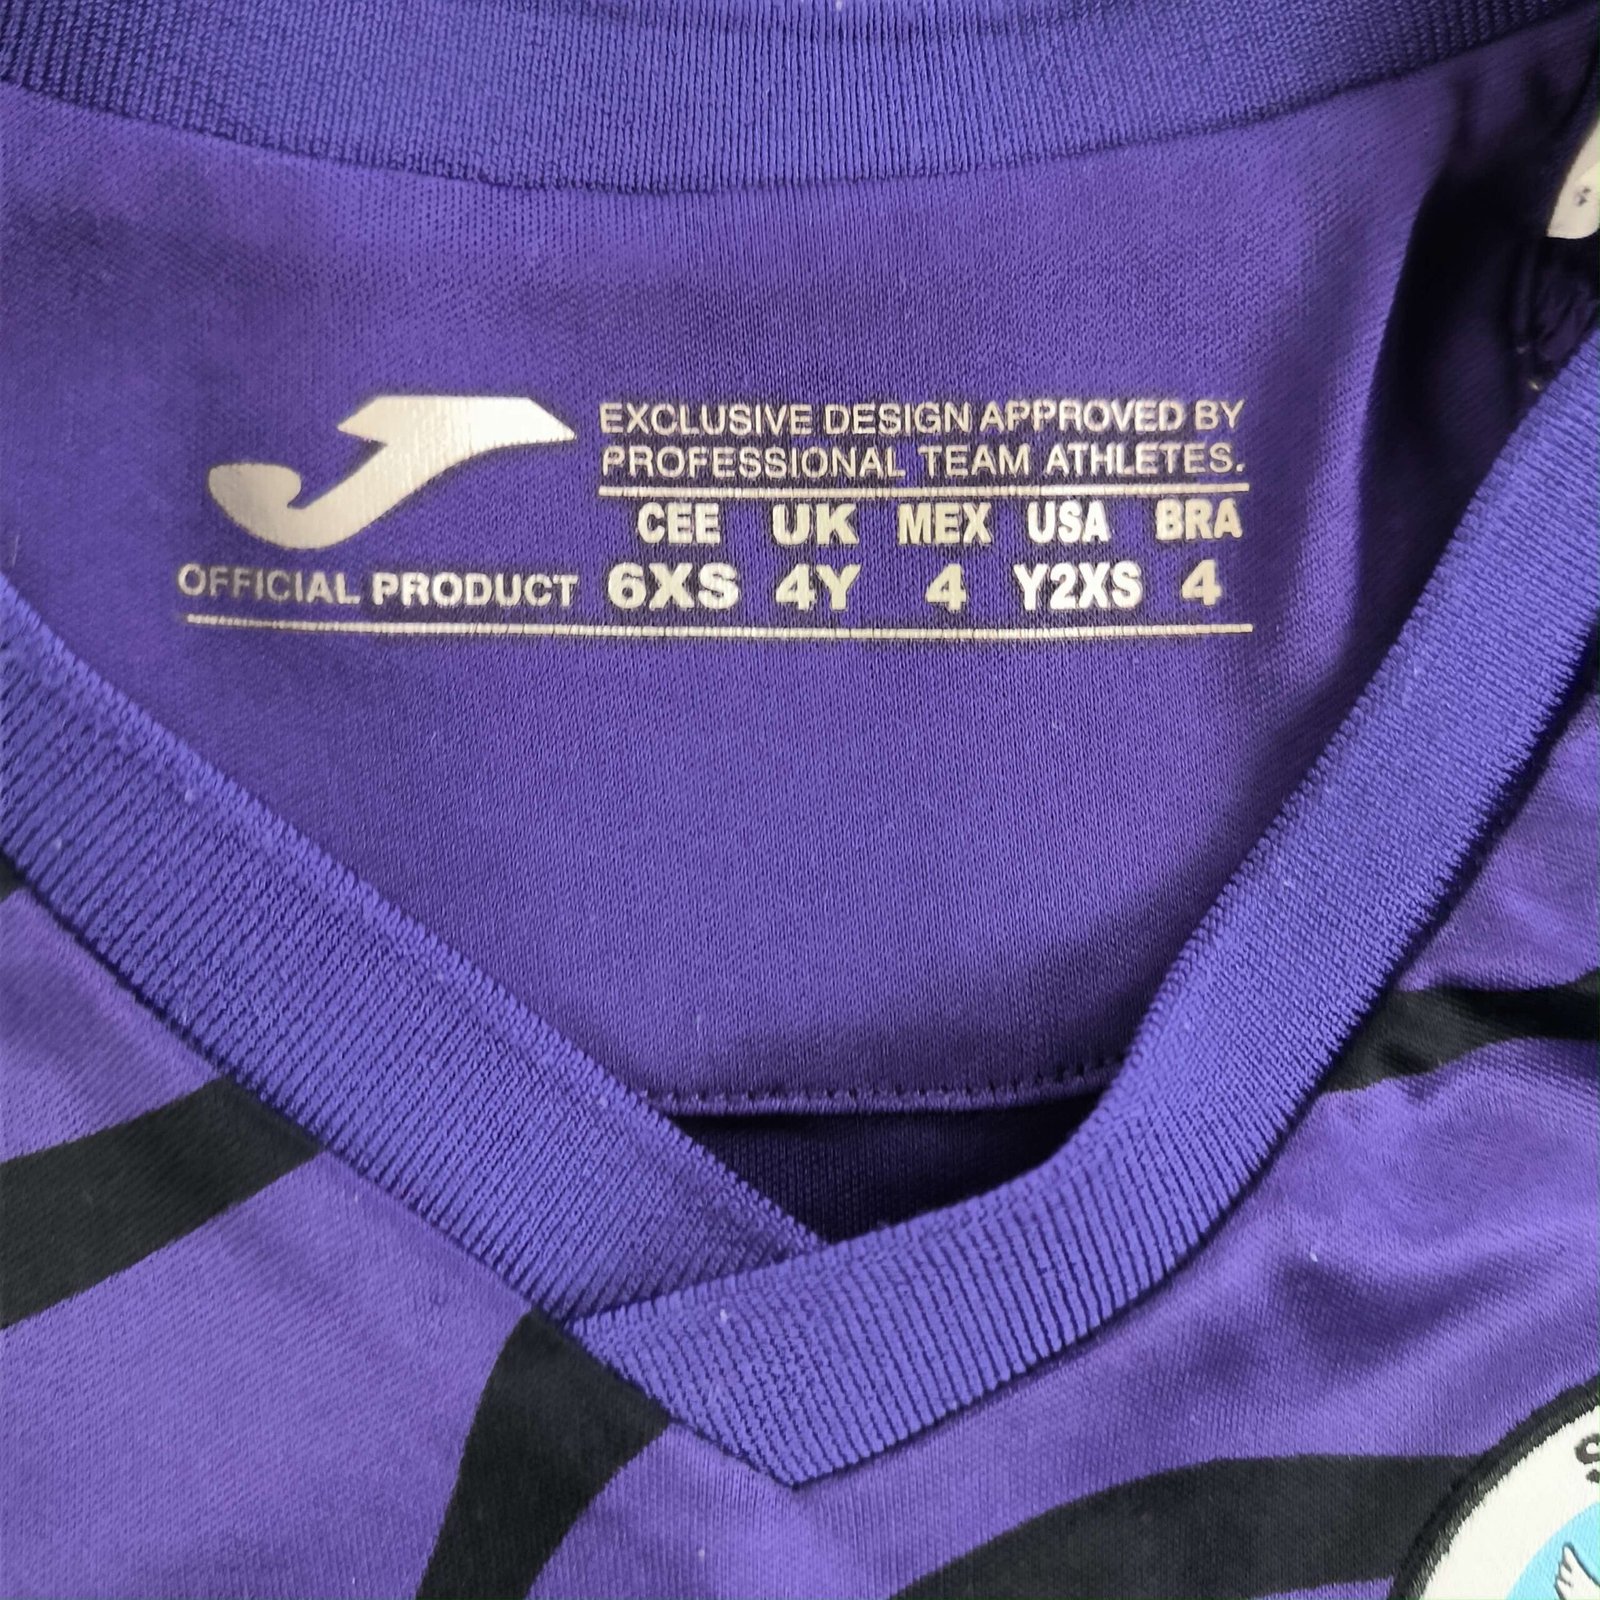 EXCLUSIVE DESIGN APPROVED BY
PROFESSIONAL TEAM ATHLETES.
CEE UK MEX USA BRA
OFFICIAL PRODUCT 6XS 4Y 4 Y2XS 4
S